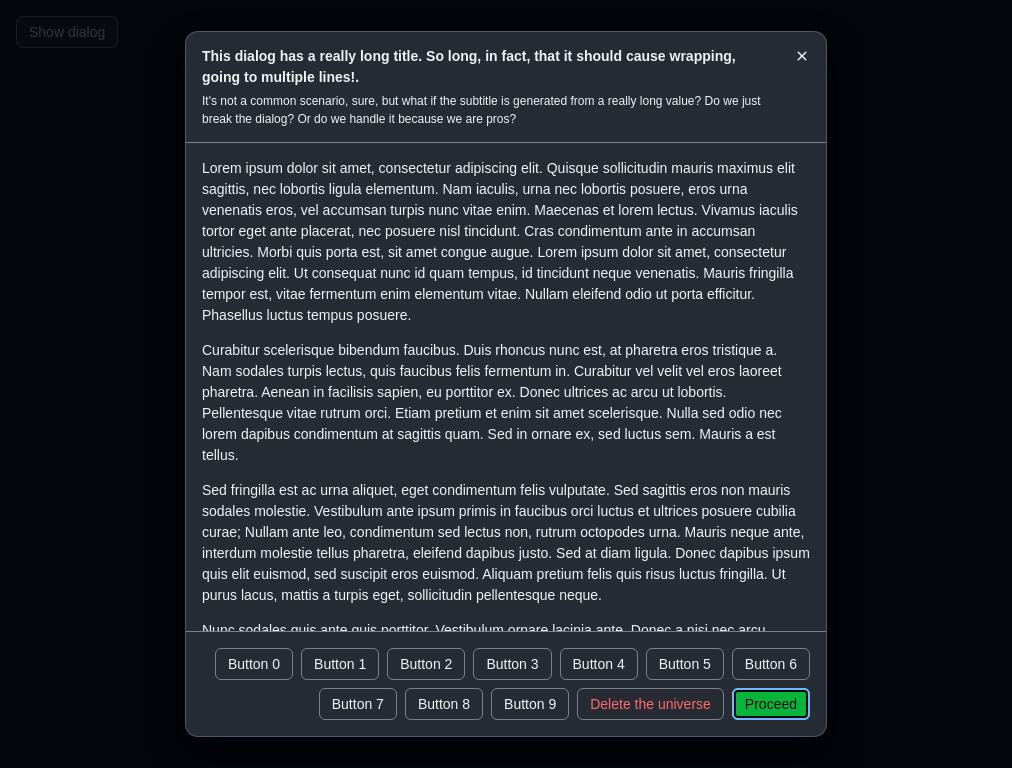 Show dialog
This dialog has a really long title. So long, in fact, that it should cause wrapping,
going to multiple lines!.
It's not a common scenario, sure, but what if the subtitle is generated from a really long value? Do we just
break the dialog? Or do we handle it because we are pros?
Lorem ipsum dolor sit amet, consectetur adipiscing elit. Quisque sollicitudin mauris maximus elit
sagittis, nec lobortis ligula elementum. Nam iaculis, urna nec lobortis posuere, eros urna
venenatis eros, vel accumsan turpis nunc vitae enim. Maecenas et lorem lectus. Vivamus iaculis
tortor eget ante placerat, nec posuere nisl tincidunt. Cras condimentum ante in accumsan
ultricies. Morbi quis porta est, sit amet congue augue. Lorem ipsum dolor sit amet, consectetur
adipiscing elit. Ut consequat nunc id quam tempus, id tincidunt neque venenatis. Mauris fringilla
tempor est, vitae fermentum enim elementum vitae. Nullam eleifend odio ut porta efficitur.
Phasellus luctus tempus posuere.
Curabitur scelerisque bibendum faucibus. Duis rhoncus nunc est, at pharetra eros tristique a.
Nam sodales turpis lectus, quis faucibus felis fermentum in. Curabitur vel velit vel eros laoreet
pharetra. Aenean in facilisis sapien, eu porttitor ex. Donec ultrices ac arcu ut lobortis.
Pellentesque vitae rutrum orci. Etiam pretium et enim sit amet scelerisque. Nulla sed odio nec
lorem dapibus condimentum at sagittis quam. Sed in ornare ex, sed luctus sem. Mauris a est
tellus.
Sed fringilla est ac urna aliquet, eget condimentum felis vulputate. Sed sagittis eros non mauris
sodales molestie. Vestibulum ante ipsum primis in faucibus orci luctus et ultrices posuere cubilia
curae; Nullam ante leo, condimentum sed lectus non, rutrum octopodes urna. Mauris neque ante,
interdum molestie tellus pharetra, eleifend dapibus justo. Sed at diam ligula. Donec dapibus ipsum
quis elit euismod, sed suscipit eros euismod. Aliquam pretium felis quis risus luctus fringilla. Ut
purus lacus, mattis a turpis eget, sollicitudin pellentesque neque.
Nunc sodales quis ante quis porttitor. Vestibulum ornare lacinia ante. Donec a nisi nec arcu
Button 0 Button 1 Button 2 Button 3 Button 4 Button 5 Button 6
Button 7 Button 8 Button 9 Delete the universe Proceed